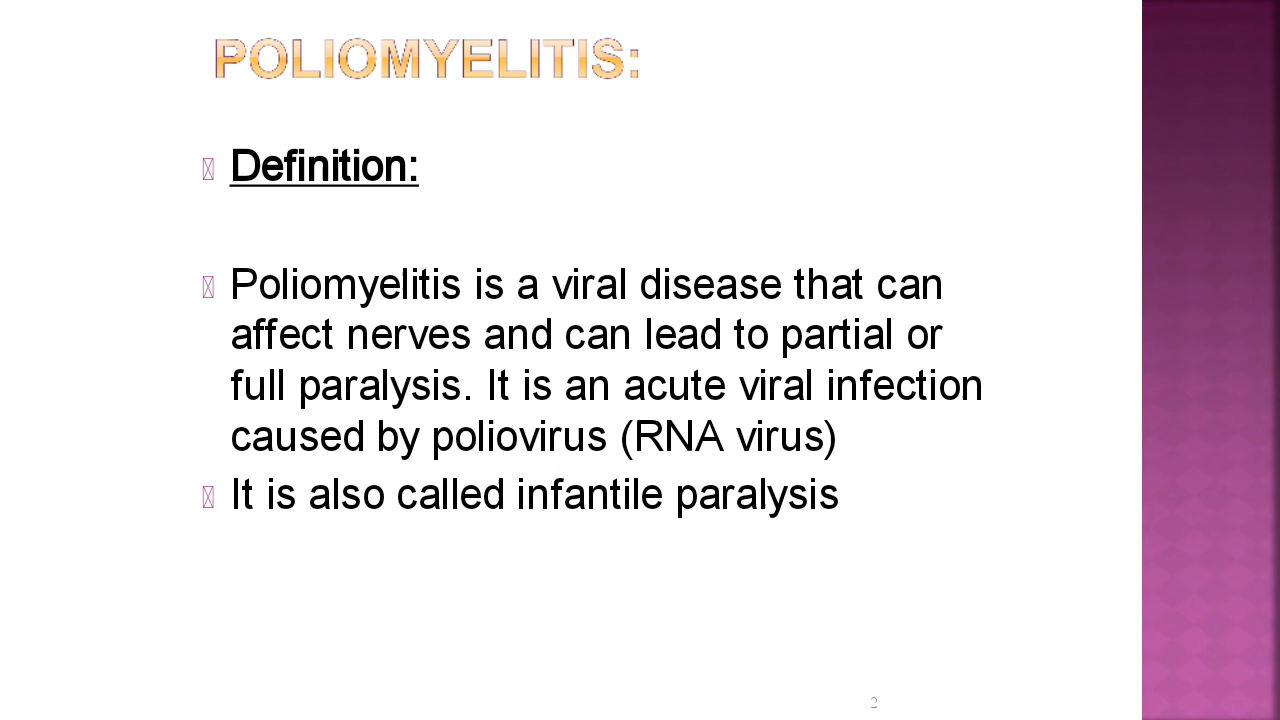 POLIOMYELITIS:
Definition:
Poliomyelitis is a viral disease that can
affect nerves and can lead to partial or
full paralysis. It is an acute viral infection
caused by poliovirus (RNA virus)
It is also called infantile paralysis
2